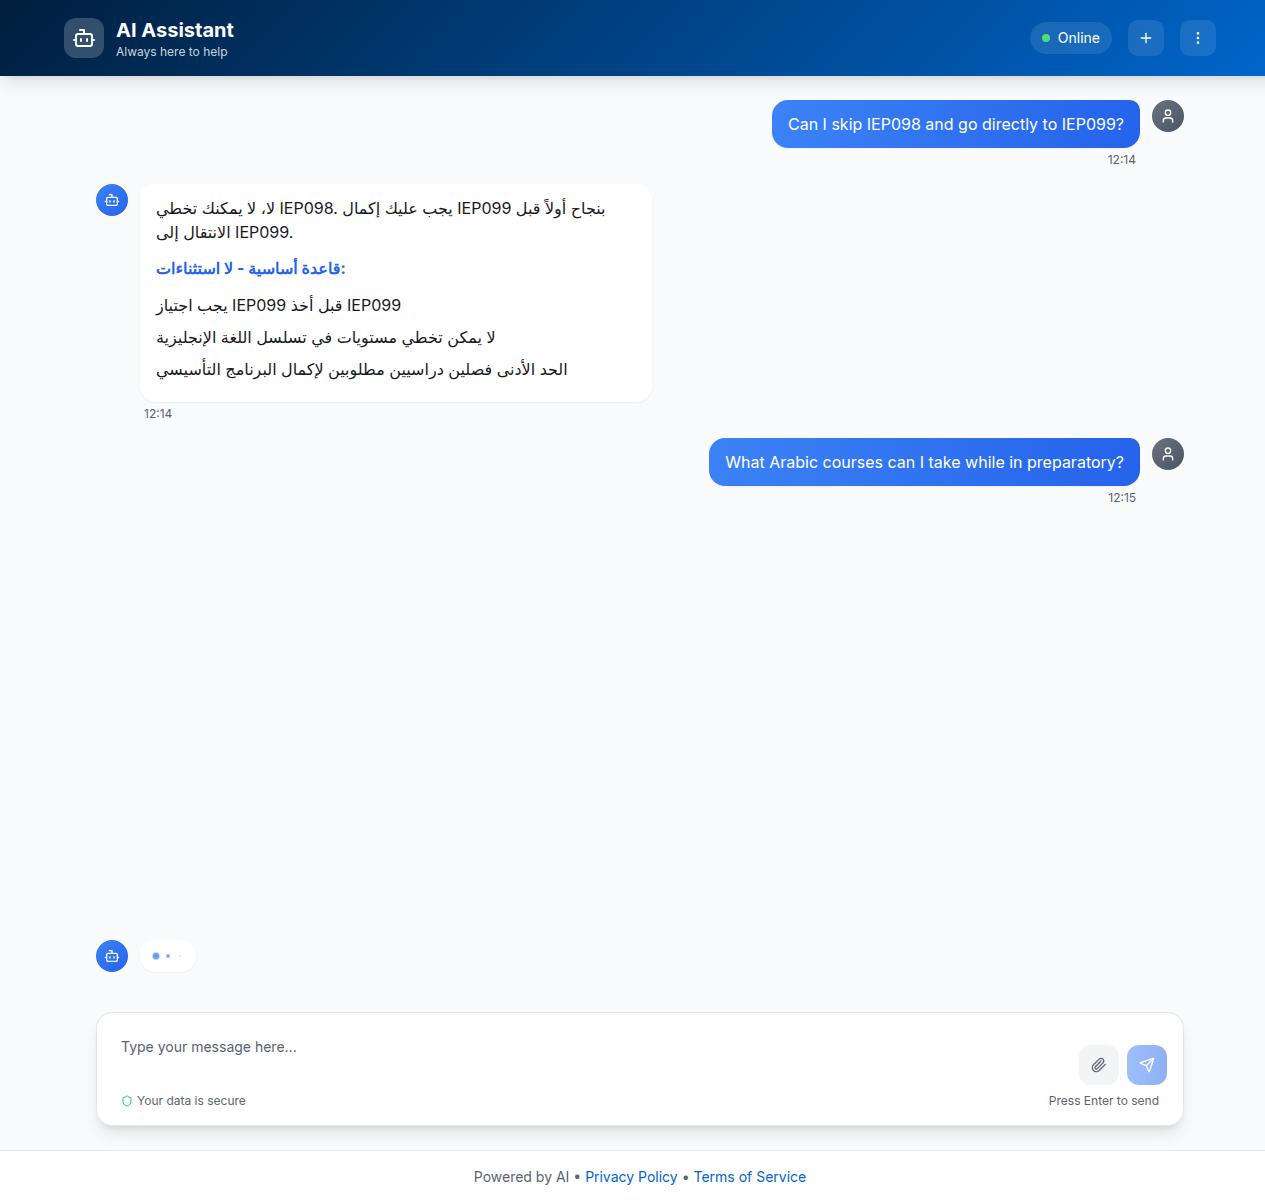 AI Assistant
Always here to help
Online
Can I skip IEP098 and go directly to IEP099?
12:14
لا، لا يمكنك تخطي IEP098. يجب عليك إكمال IEP099 بنجاح أولاً قبل
الانتقال إلى IEP099.
قاعدة أساسية - لا استثناءات:
يجب اجتياز IEP099 قبل أخذ IEP099
لا يمكن تخطي مستويات في تسلسل اللغة الإنجليزية
الحد الأدنى فصلين دراسيين مطلوبين لإكمال البرنامج التأسيسي
12:14
What Arabic courses can I take while in preparatory?
12:15
Type your message here...
Your data is secure
Press Enter to send
Powered by AI • Privacy Policy • Terms of Service